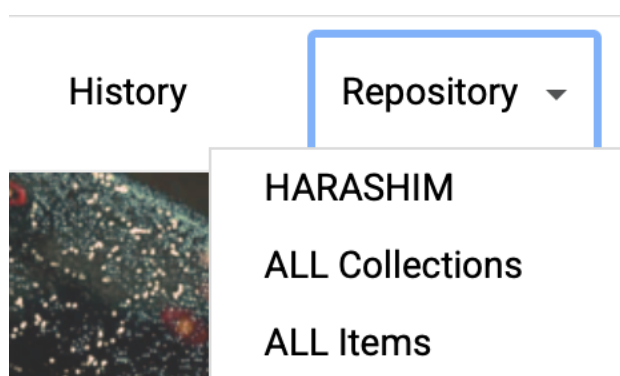 History
Repository
HARASHIM
ALL Collections
ALL Items